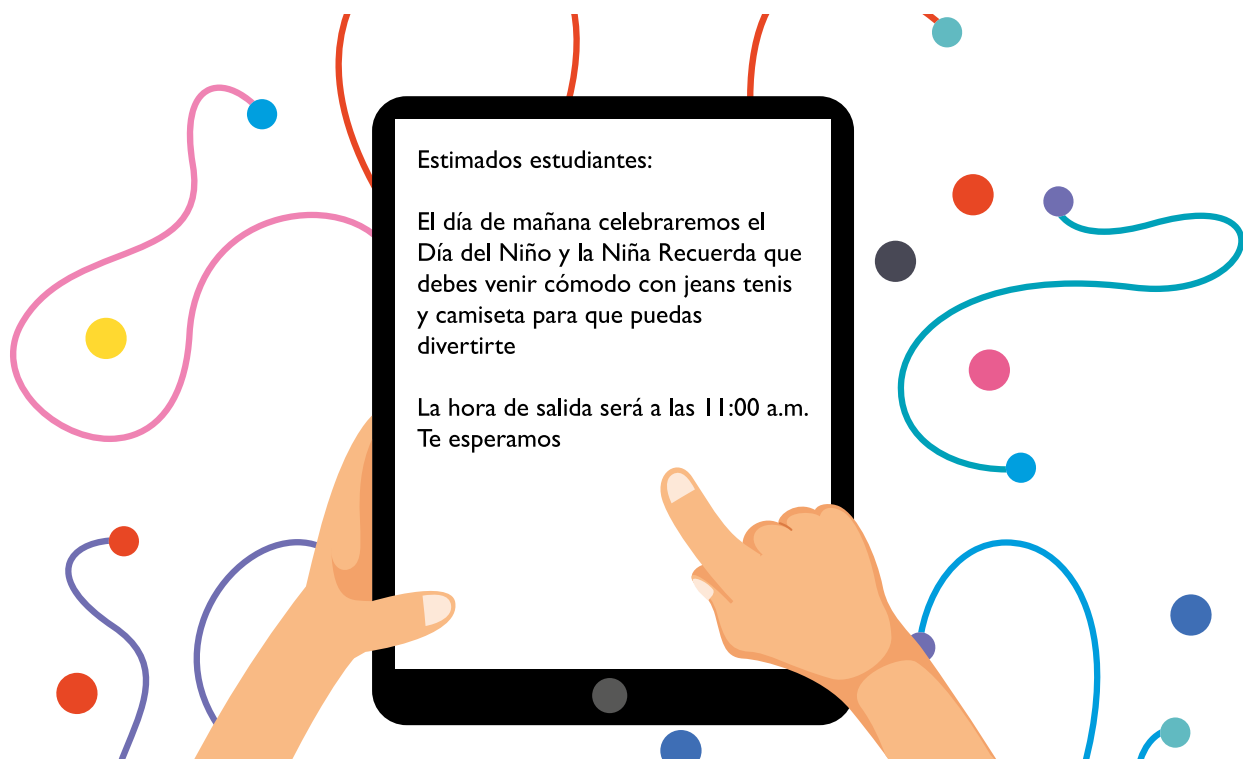 Estimados estudiantes:
El día de mañana celebraremos el
Día del Niño y la Niña Recuerda que
debes venir cómodo con jeans tenis
y camiseta para que puedas
divertirte
La hora de salida será a las 11:00 a.m.
Te esperamos